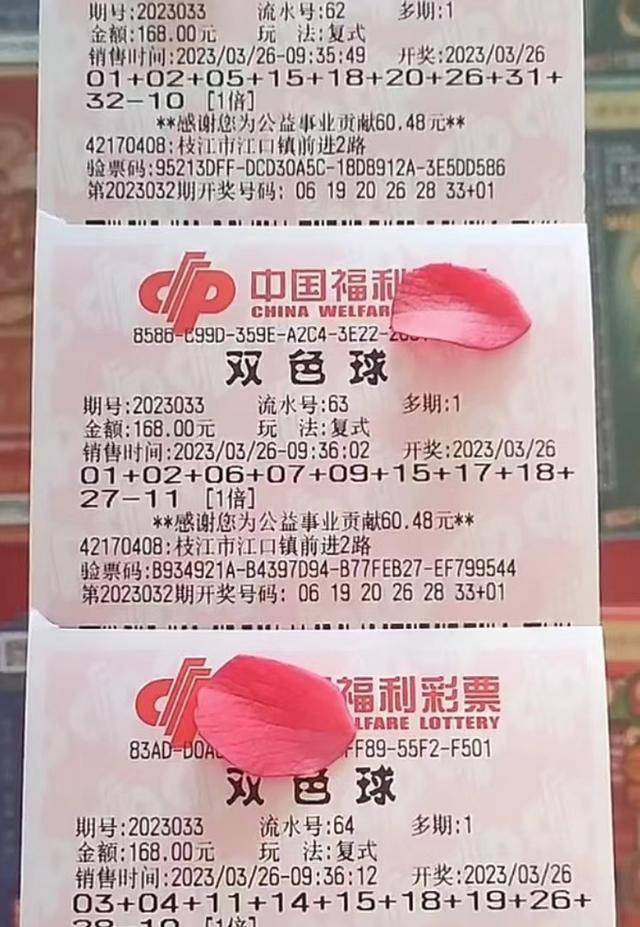 期号:2023033 流水号:62 多期:1
金额:168.00元 玩 法:复式
销售时间:2023/03/26-09:35:49 开奖:2023/03/26
01+02+05+15+18+20+26+31+
32-10 [1倍]
**感谢您为公益事业贡献60.48元**
42170408:枝江市江口镇前进2路
验票码:95213DFF-DCD30A5C-18D8912A-3E5DD586
第2023032期开奖号码: 06 19 20 26 28 33+01
中国福利
CHINA WELFAR
8586-C99D-359E-A2C4-3E22-
双色球
期号:2023033 流水号:63 多期:1
金额:168.00元 玩 法:复式
销售时间:2023/03/26-09:36:02 开奖:2023/03/26
01+02+06+07+09+15+17+18+
27-11 [1倍]
**感谢您为公益事业贡献60.48元**
42170408:枝江市江口镇前进2路
验票码:B934921A-B4397D94-B77FEB27-EF799544
第2023032期开奖号码: 06 19 20 26 28 33+01
福利彩票
LFARE LOTTERY
83AD- FF89-55F2-F501
双色球
期号:2023033 流水号:64 多期:1
金额:168.00元 玩 法:复式
销售时间:2023/03/26-09:36:12 开奖:2023/03/26
03+04+11+14+15+18+19+26+
[1倍]